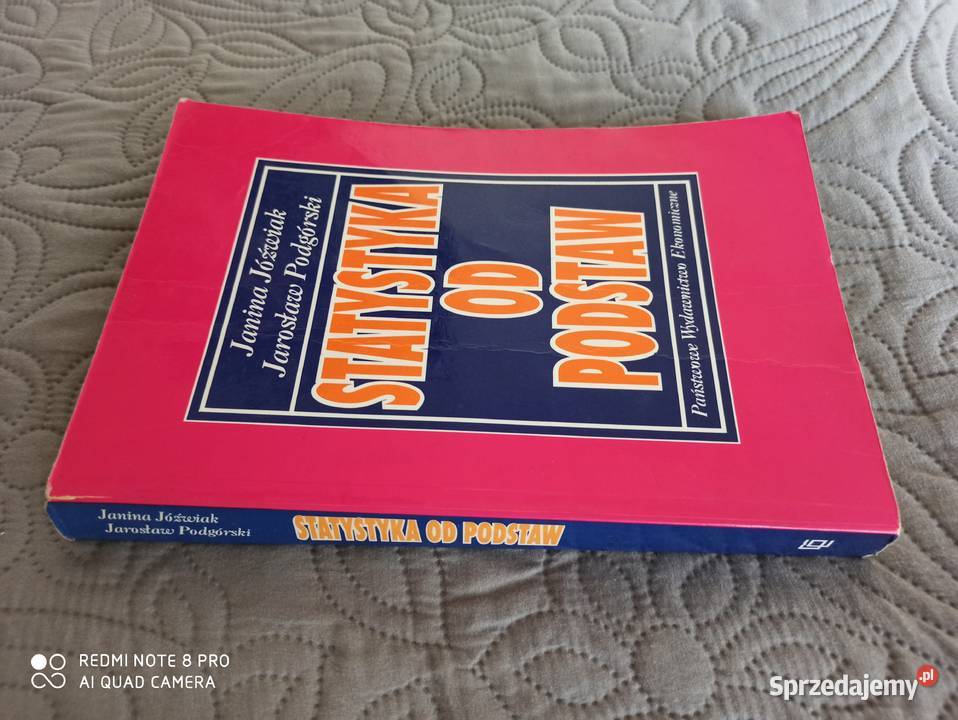 Janina Jóźwiak
Jarosław Podgórski
STATYSTYKA
OD
PODSTAW
Państwowe Wydawnictwo Ekonomiczne
Janina Jóźwiak
Jarosław Podgórski
STATYSTYKA OD PODSTAW
REDMI NOTE 8 PRO
AI QUAD CAMERA
Sprzedajemy.pl